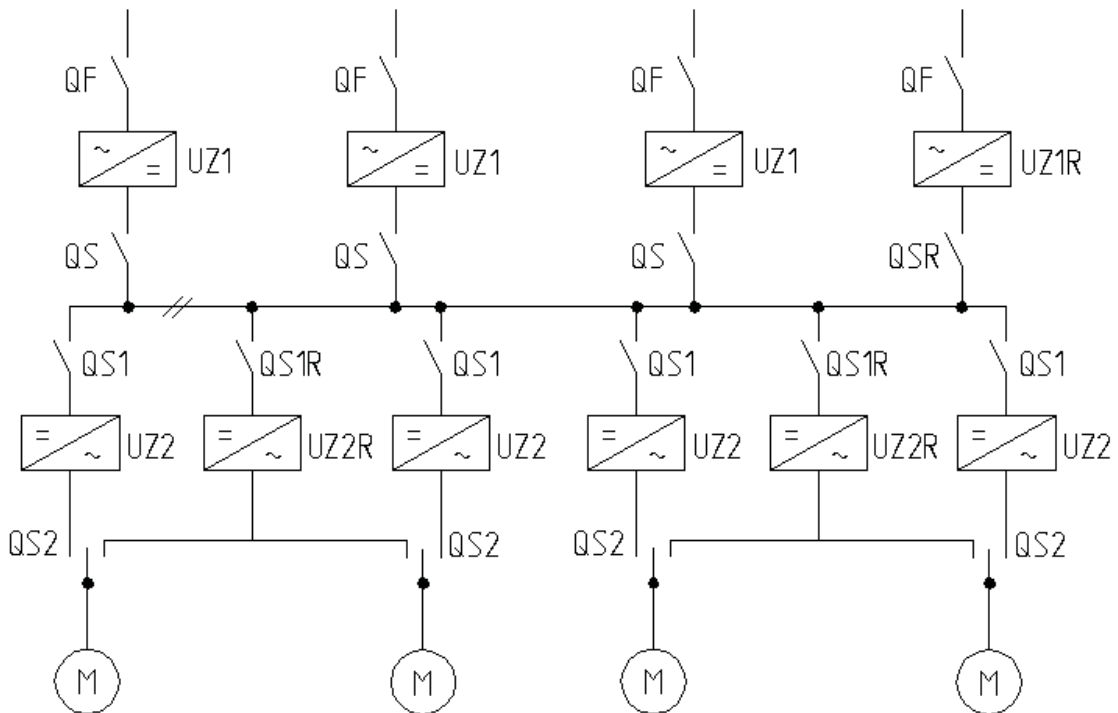 QF QF QF QF
~ = UZ1 ~ = UZ1 ~ = UZ1 ~ = UZ1R
QS QS QS QSR
QS1 QS1R QS1 QS1 QS1R QS1
= ~ UZ2 = ~ UZ2R = ~ UZ2 = ~ UZ2 = ~ UZ2R = ~ UZ2
QS2 QS2 QS2 QS2
M M M M